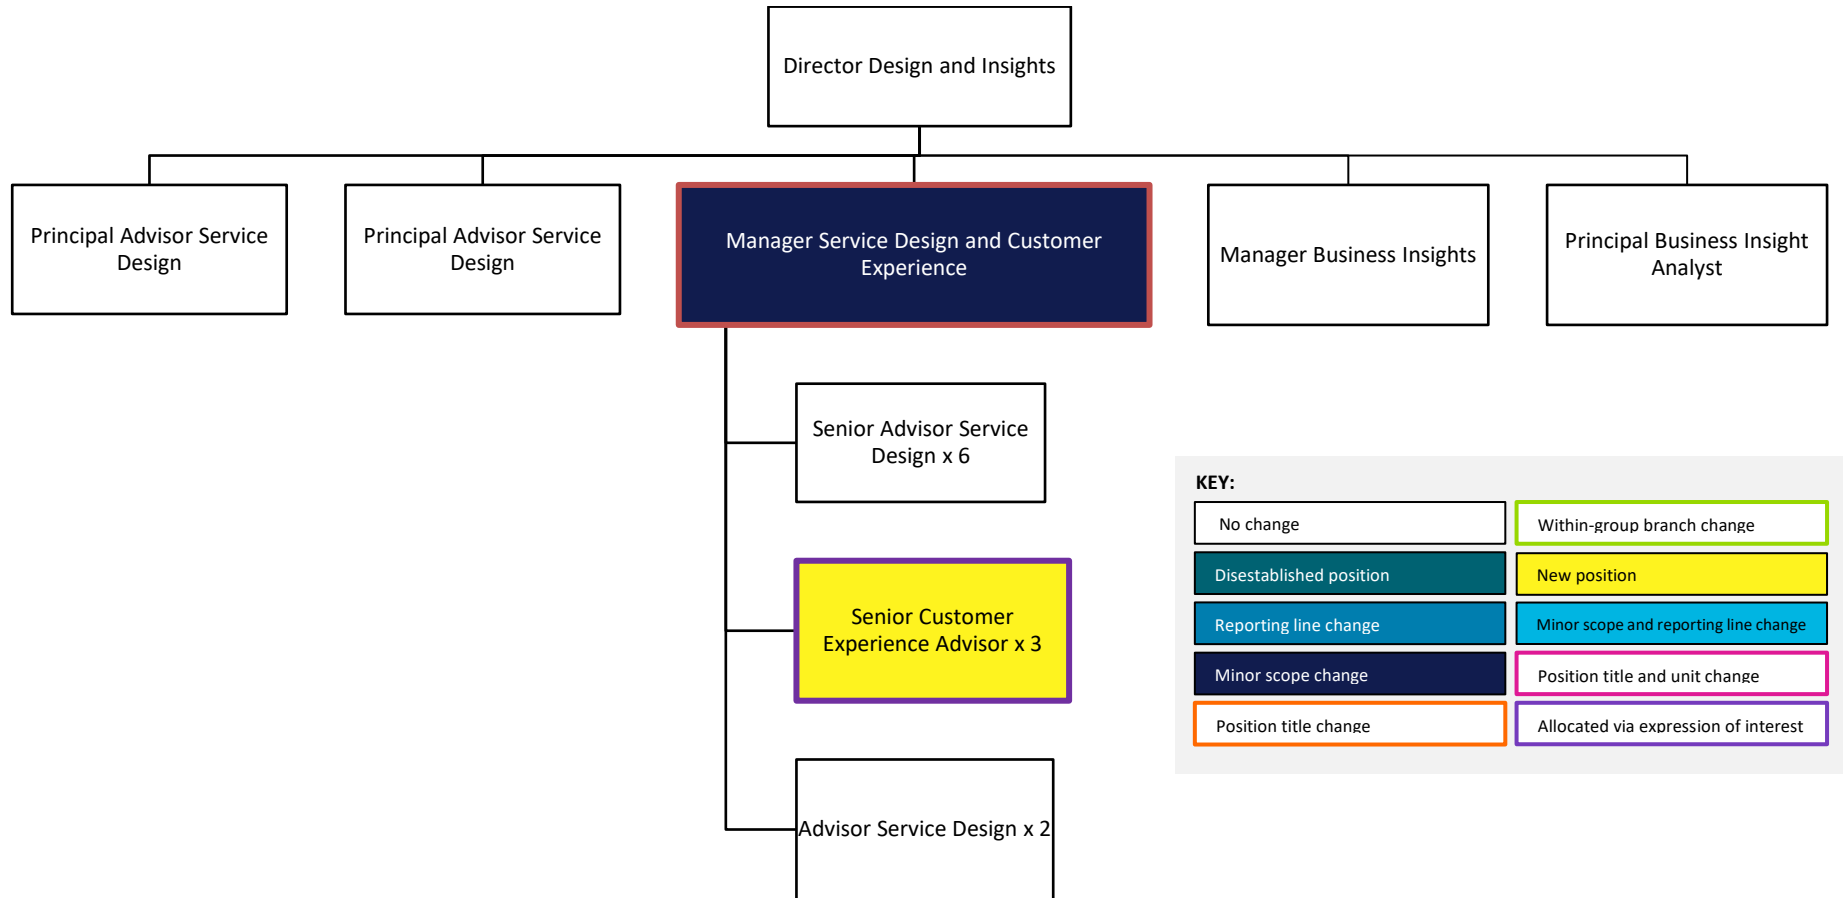 Director Design and Insights
Principal Advisor Service
Design
Principal Advisor Service
Design
Manager Service Design and Customer
Experience
Manager Business Insights
Principal Business Insight
Analyst
Senior Advisor Service
Design x 6
Senior Customer
Experience Advisor x 3
Advisor Service Design x 2
KEY:
No change
Within-group branch change
Disestablished position
New position
Reporting line change
Minor scope and reporting line change
Minor scope change
Position title and unit change
Position title change
Allocated via expression of interest